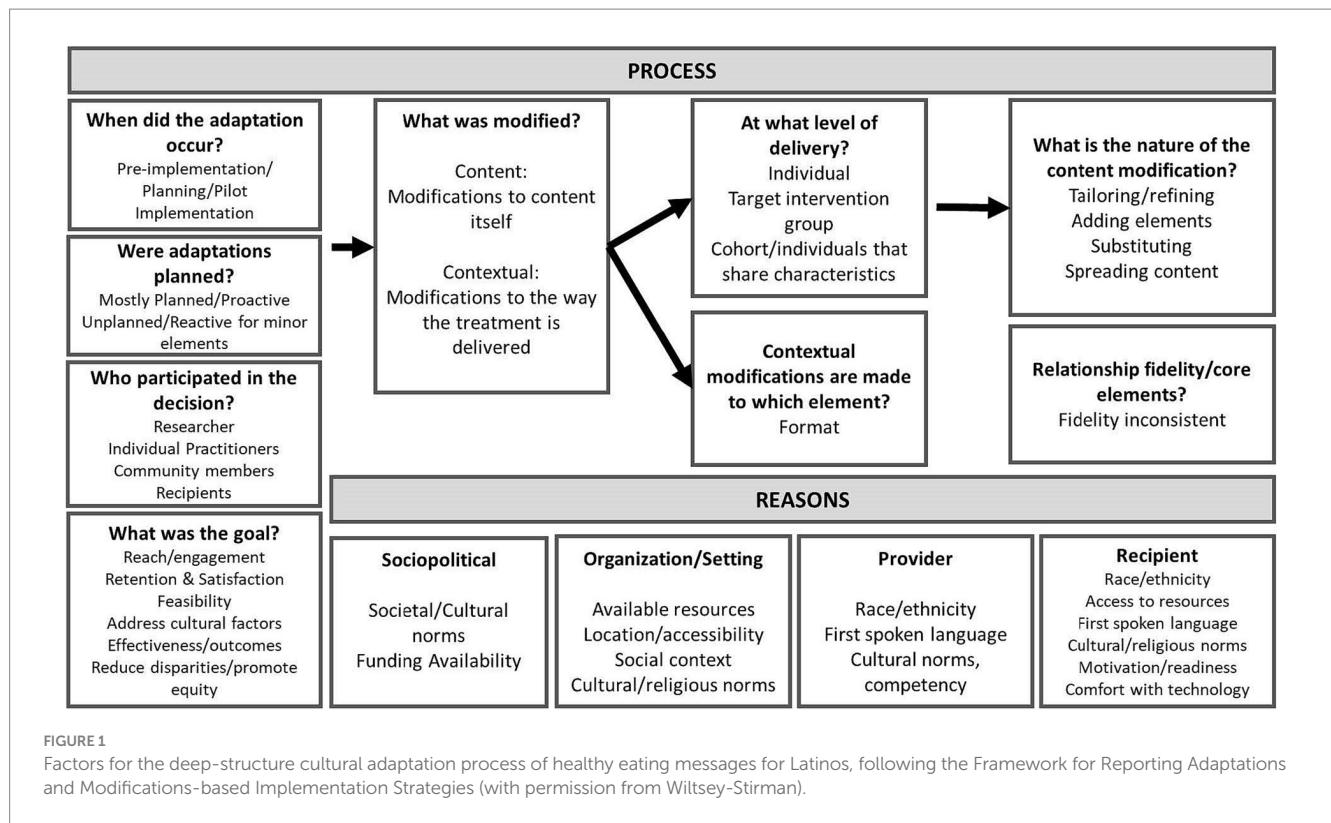 PROCESS
When did the adaptation
occur?
Pre-implementation/
Planning/Pilot
Implementation
Were adaptations
planned?
Mostly Planned/Proactive
Unplanned/Reactive for minor
elements
Who participated in the
decision?
Researcher
Individual Practitioners
Community members
Recipients
What was the goal?
Reach/engagement
Retention & Satisfaction
Feasibility
Address cultural factors
Effectiveness/outcomes
Reduce disparities/promote
equity
What was modified?
Content:
Modifications to content
itself
Contextual:
Modifications to the way
the treatment is
delivered
At what level of
delivery?
Individual
Target intervention
group
Cohort/individuals that
share characteristics
Contextual
modifications are made
to which element?
Format
What is the nature of the
content modification?
Tailoring/refining
Adding elements
Substituting
Spreading content
Relationship fidelity/core
elements?
Fidelity inconsistent
REASONS
Sociopolitical
Societal/Cultural
norms
Funding Availability
Organization/Setting
Available resources
Location/accessibility
Social context
Cultural/religious norms
Provider
Race/ethnicity
First spoken language
Cultural norms,
competency
Recipient
Race/ethnicity
Access to resources
First spoken language
Cultural/religious norms
Motivation/readiness
Comfort with technology
FIGURE 1
Factors for the deep-structure cultural adaptation process of healthy eating messages for Latinos, following the Framework for Reporting Adaptations
and Modifications-based Implementation Strategies (with permission from Wiltsey-Stirman).